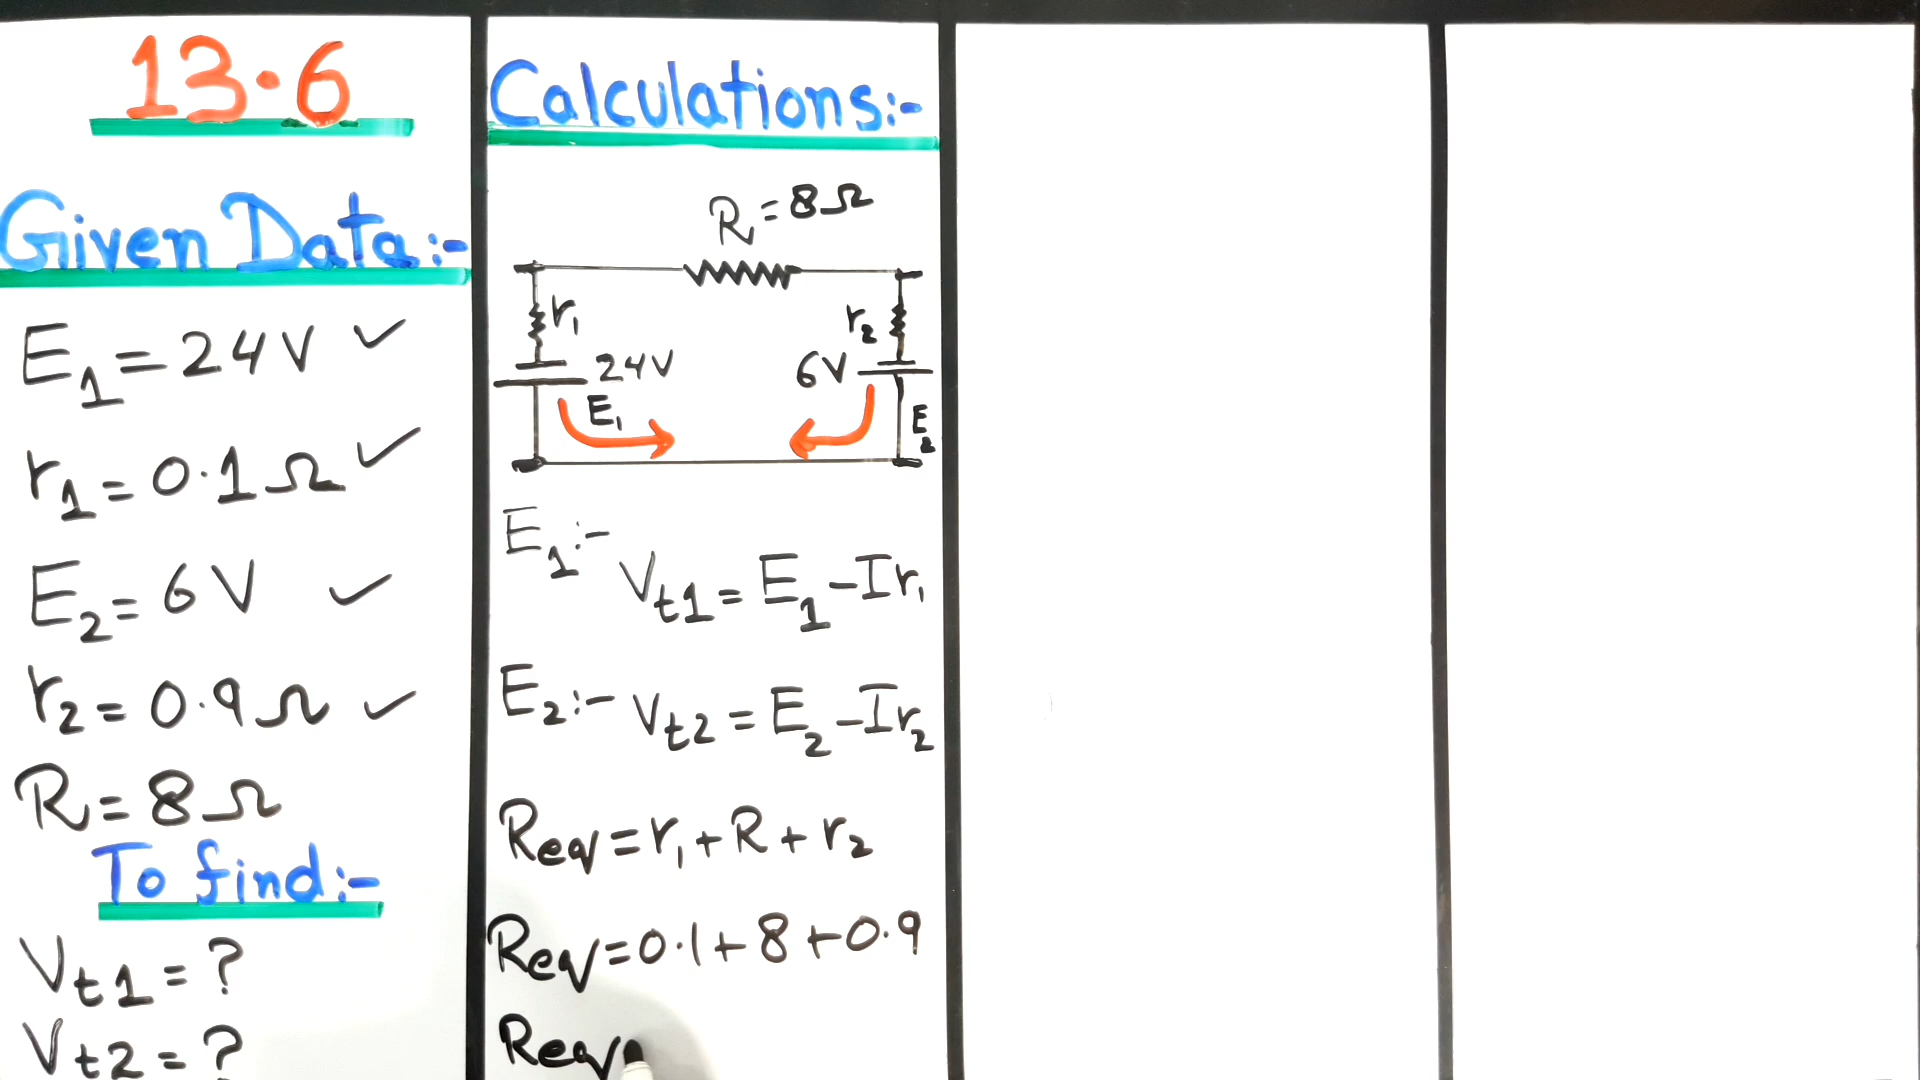 13.6
Given Data:-
E1 = 24V ✓
r1 = 0.1Ω ✓
E2 = 6V ✓
r2 = 0.9Ω ✓
R = 8Ω
To find:-
Vt1 = ?
Vt2 = ?
Calculations:-
R = 8Ω
r1
r2
24V
6V
E1
E2
E1:-
Vt1 = E1 - Ir1
E2:- Vt2 = E2 - Ir2
Req = r1 + R + r2
Req = 0.1 + 8 + 0.9
Req